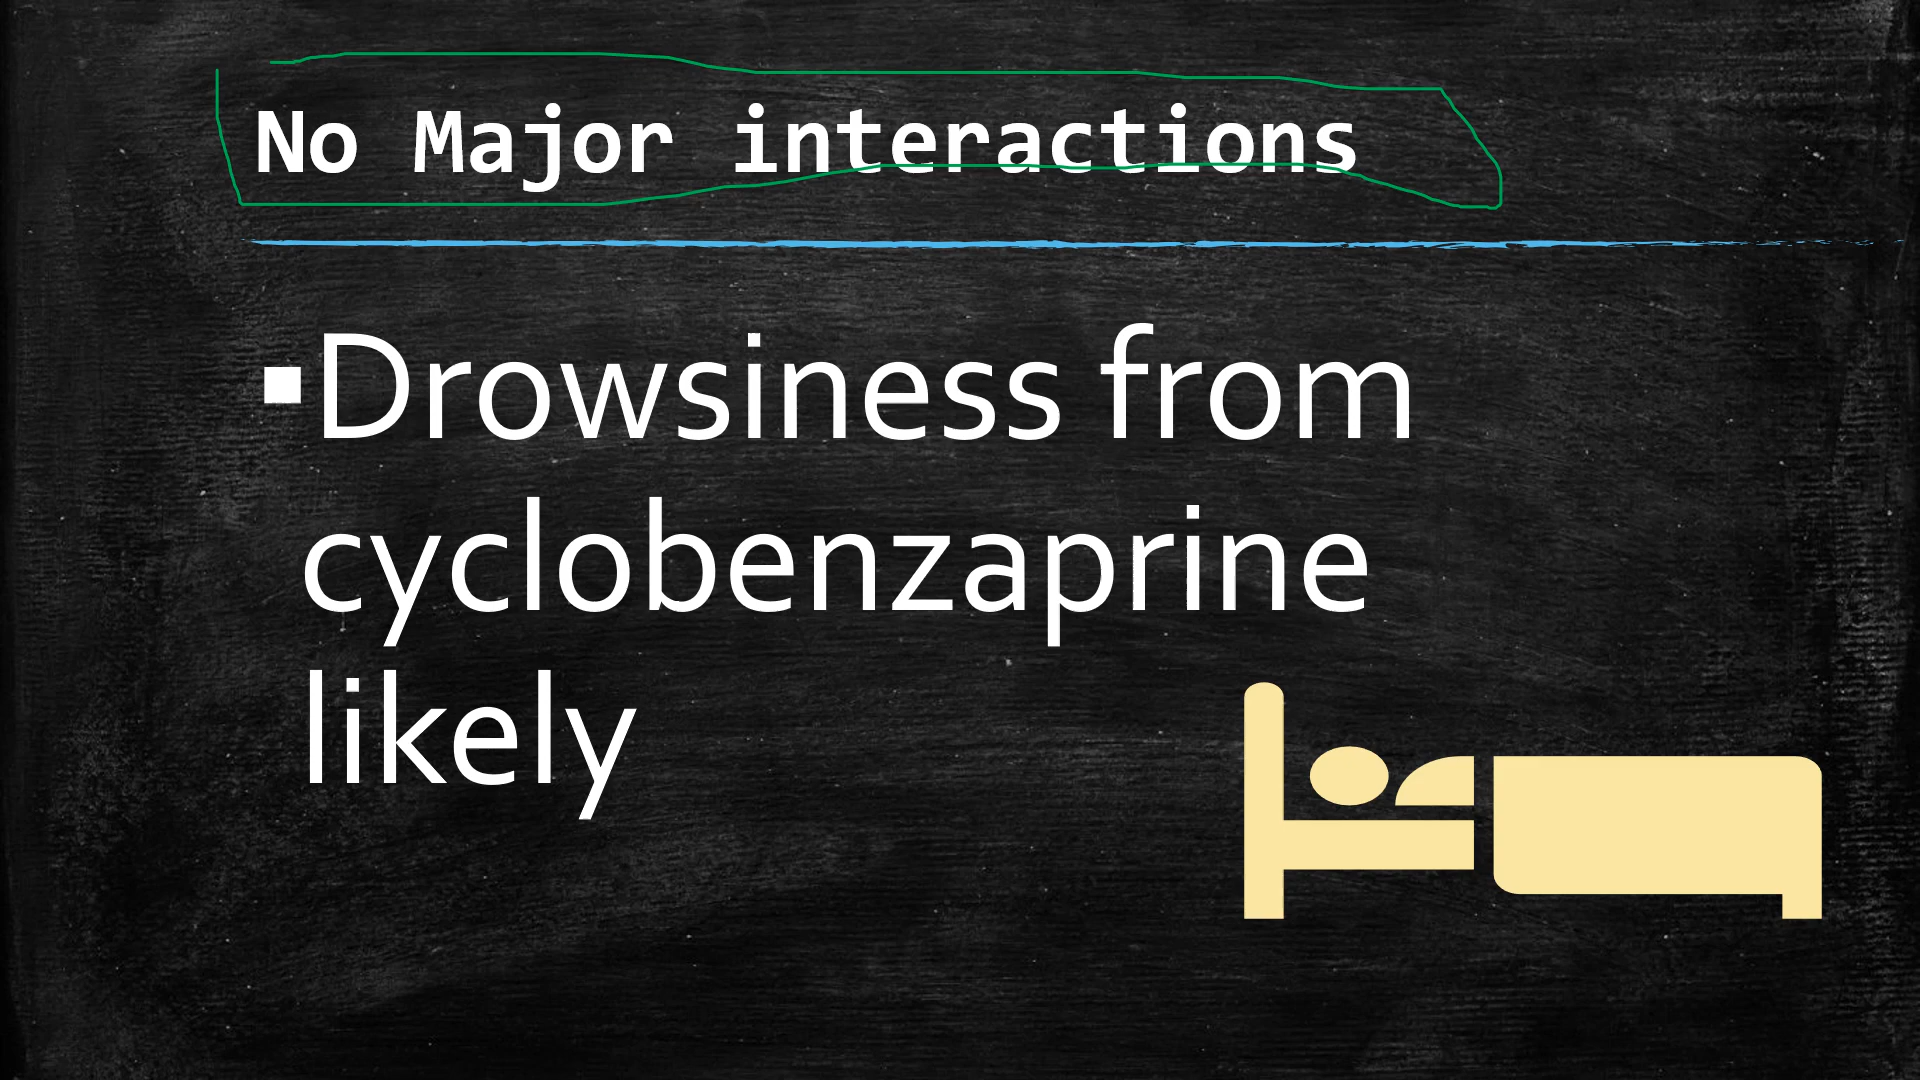 No Major interactions
▪Drowsiness from
cyclobenzaprine
likely